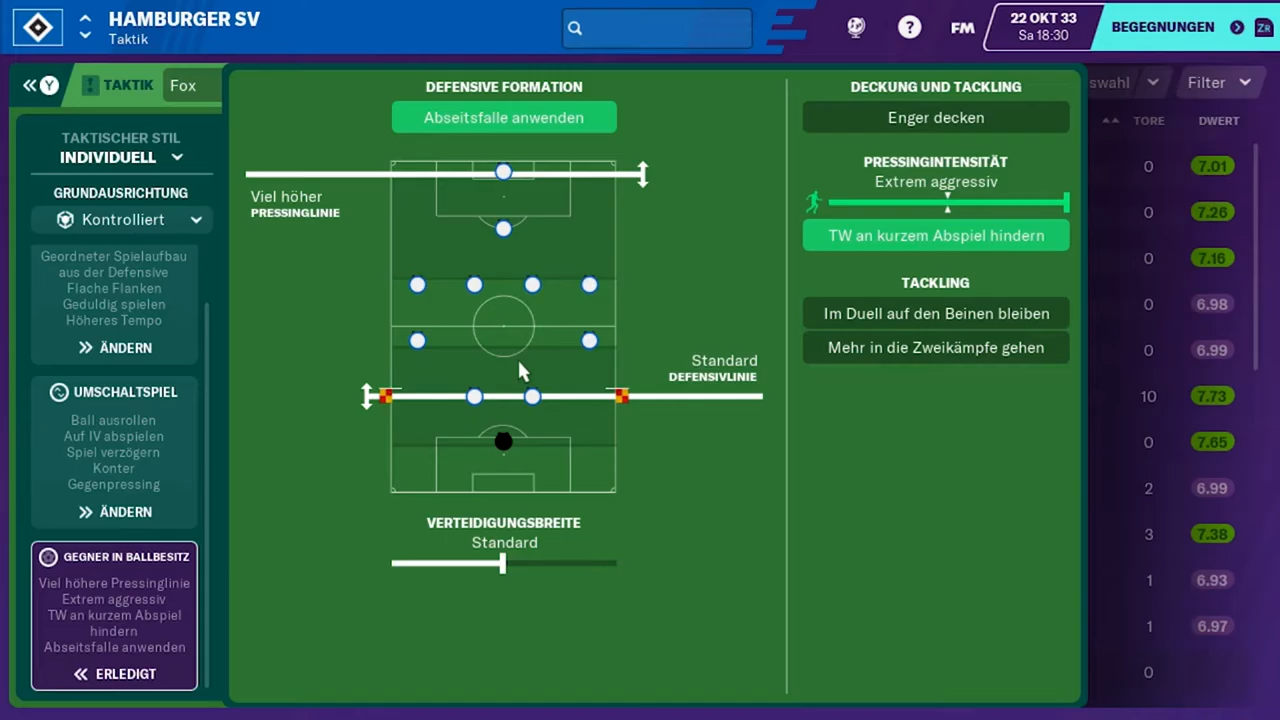 HAMBURGER SV
Taktik
FM
22 OKT 33
Sa 18:30
BEGEGNUNGEN
ZR
Y
TAKTIK
Fox
TAKTISCHER STIL
INDIVIDUELL
GRUNDAUSRICHTUNG
Kontrolliert
Geordneter Spielaufbau
aus der Defensive
Flache Flanken
Geduldig spielen
Höheres Tempo
ÄNDERN
UMSCHALTSPIEL
Ball ausrollen
Auf IV abspielen
Spiel verzögern
Konter
Gegenpressing
ÄNDERN
GEGNER IN BALLBESITZ
Viel höhere Pressinglinie
Extrem aggressiv
TW an kurzem Abspiel
hindern
Abseitsfalle anwenden
ERLEDIGT
DEFENSIVE FORMATION
Abseitsfalle anwenden
Viel höher
PRESSINGLINIE
Standard
DEFENSIVLINIE
VERTEIDIGUNGSBREITE
Standard
DECKUNG UND TACKLING
Enger decken
PRESSINGINTENSITÄT
Extrem aggressiv
TW an kurzem Abspiel hindern
TACKLING
Im Duell auf den Beinen bleiben
Mehr in die Zweikämpfe gehen
swahl
Filter
TORE DWERT
0 7.01
0 7.26
0 7.16
0 6.98
0 6.99
10 7.73
0 7.65
2 6.99
3 7.38
1 6.93
1 6.97
0